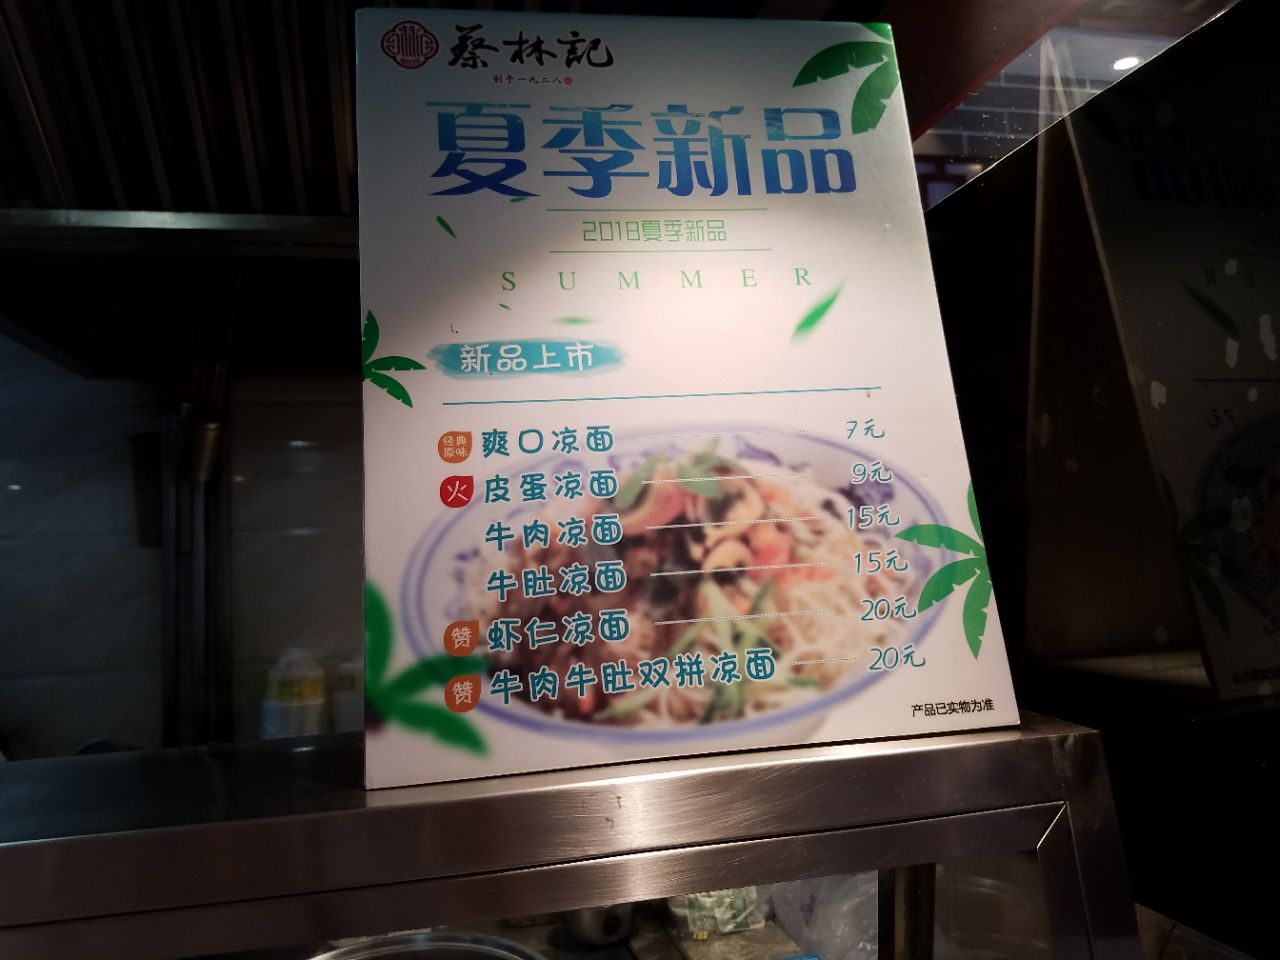 蔡林記
创于一九二八
夏季新品
2018夏季新品
SUMMER
新品上市
经典原味 爽口凉面 7元
火 皮蛋凉面 9元
牛肉凉面 15元
牛肚凉面 15元
赞 虾仁凉面 20元
赞 牛肉牛肚双拼凉面 20元
产品已实物为准